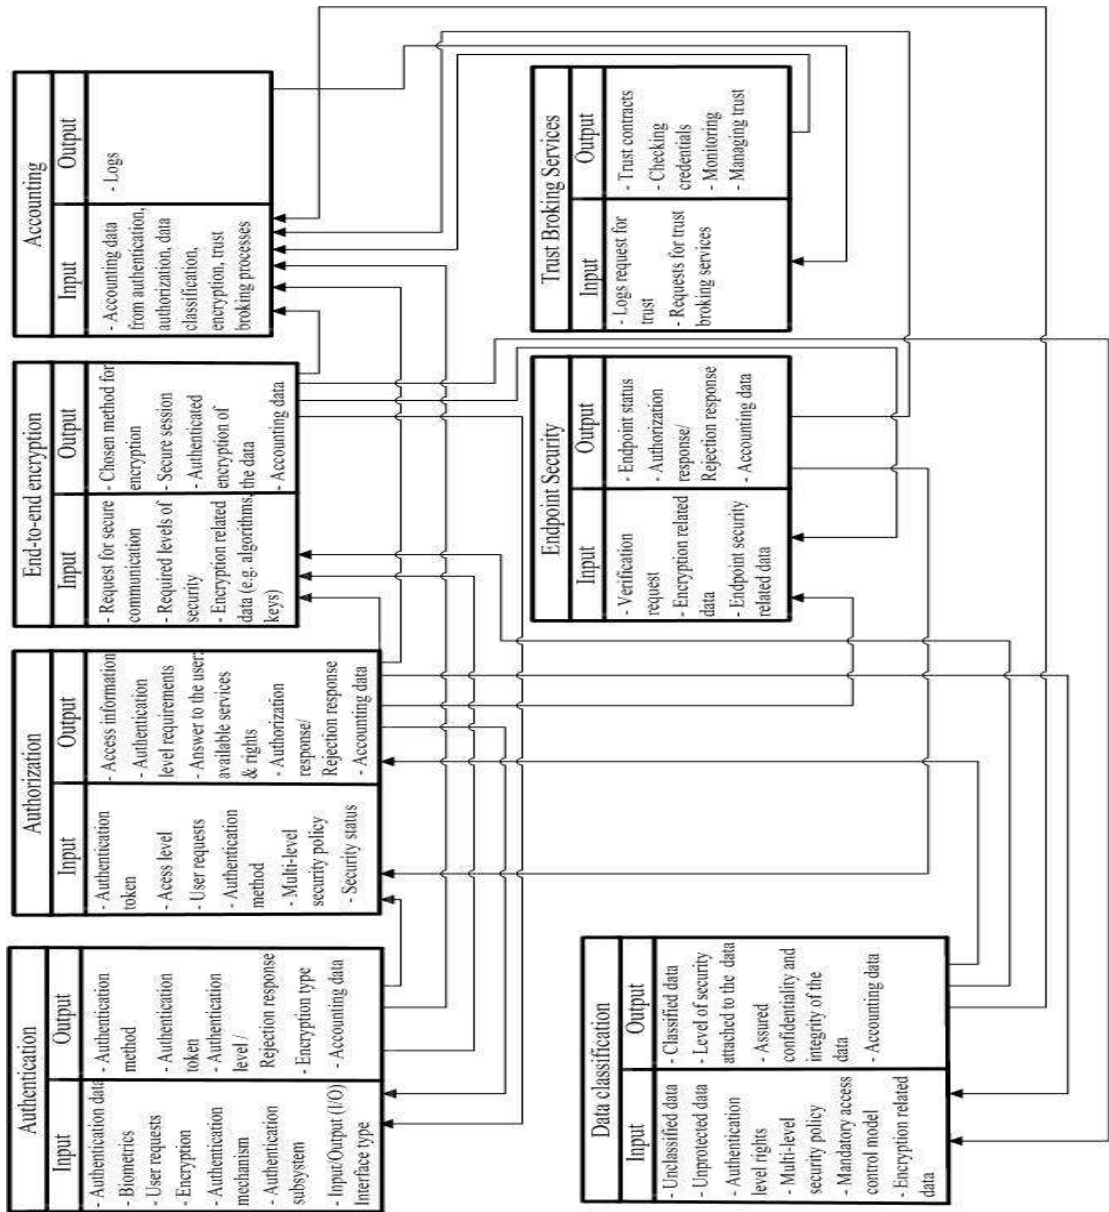 Authentication
Input
Output
- Authentication data
- Biometrics
- User requests
- Encryption
- Authentication
mechanism
- Authentication
subsystem
- Input/Output (I/O)
Interface type
- Authentication
method
- Authentication
token
- Authentication
level /
Rejection response
- Encryption type
- Accounting data
Authorization
Input
Output
- Authentication
token
- Acess level
- User requests
- Authentication
method
- Multi-level
security policy
- Security status
- Access information
- Authentication
level requirements
- Answer to the user:
available services
& rights
- Authorization
response/
Rejection response
- Accounting data
End-to-end encryption
Input
Output
- Request for secure
communication
- Required levels of
security
- Encryption related
data (e.g. algorithms,
keys)
- Chosen method for
encryption
- Secure session
- Authenticated
encryption of
the data
- Accounting data
Accounting
Input
Output
- Accounting data
from authentication,
authorization, data
classification,
encryption, trust
broking processes
- Logs
Data classification
Input
Output
- Unclassified data
- Unprotected data
- Authentication
level rights
- Multi-level
security policy
- Mandatory access
control model
- Encryption related
data
- Classified data
- Level of security
attached to the data
- Assured
confidentiality and
integrity of the
data
- Accounting data
Endpoint Security
Input
Output
- Verification
request
- Encryption related
data
- Endpoint security
related data
- Endpoint status
- Authorization
response/
Rejection response
- Accounting data
Trust Broking Services
Input
Output
- Logs request for
trust
- Requests for trust
broking services
- Trust contracts
- Checking
credentials
- Monitoring
- Managing trust